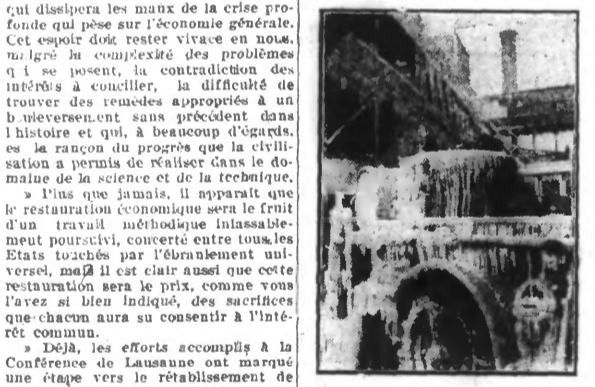 qui dissipera les maux de la crise pro-
fonde qui pèse sur l'économie générale.
Cet espoir doit rester vivace en nous,
malgré la complexité des problèmes
q i se posent, la contradiction des
intérêts à concilier, la difficulté de
trouver des remèdes appropriés à un
bouleversement sans précédent dans
l'histoire et qui, à beaucoup d'égards,
es la rançon du progrès que la civili-
sation a permis de réaliser dans le do-
maine de la science et de la technique.
» Plus que jamais, il apparaît que
le restauration économique sera le fruit
d'un travail méthodique inlassable-
ment poursuivi, concerté entre tous les
Etats touchés par l'ébranlement uni-
versel, mais il est clair aussi que cette
restauration sera le prix, comme vous
l'avez si bien indiqué, des sacrifices
que chacun aura su consentir à l'inté-
rêt commun.
» Déjà, les efforts accomplis à la
Conférence de Lausanne ont marqué
une étape vers le rétablissement de